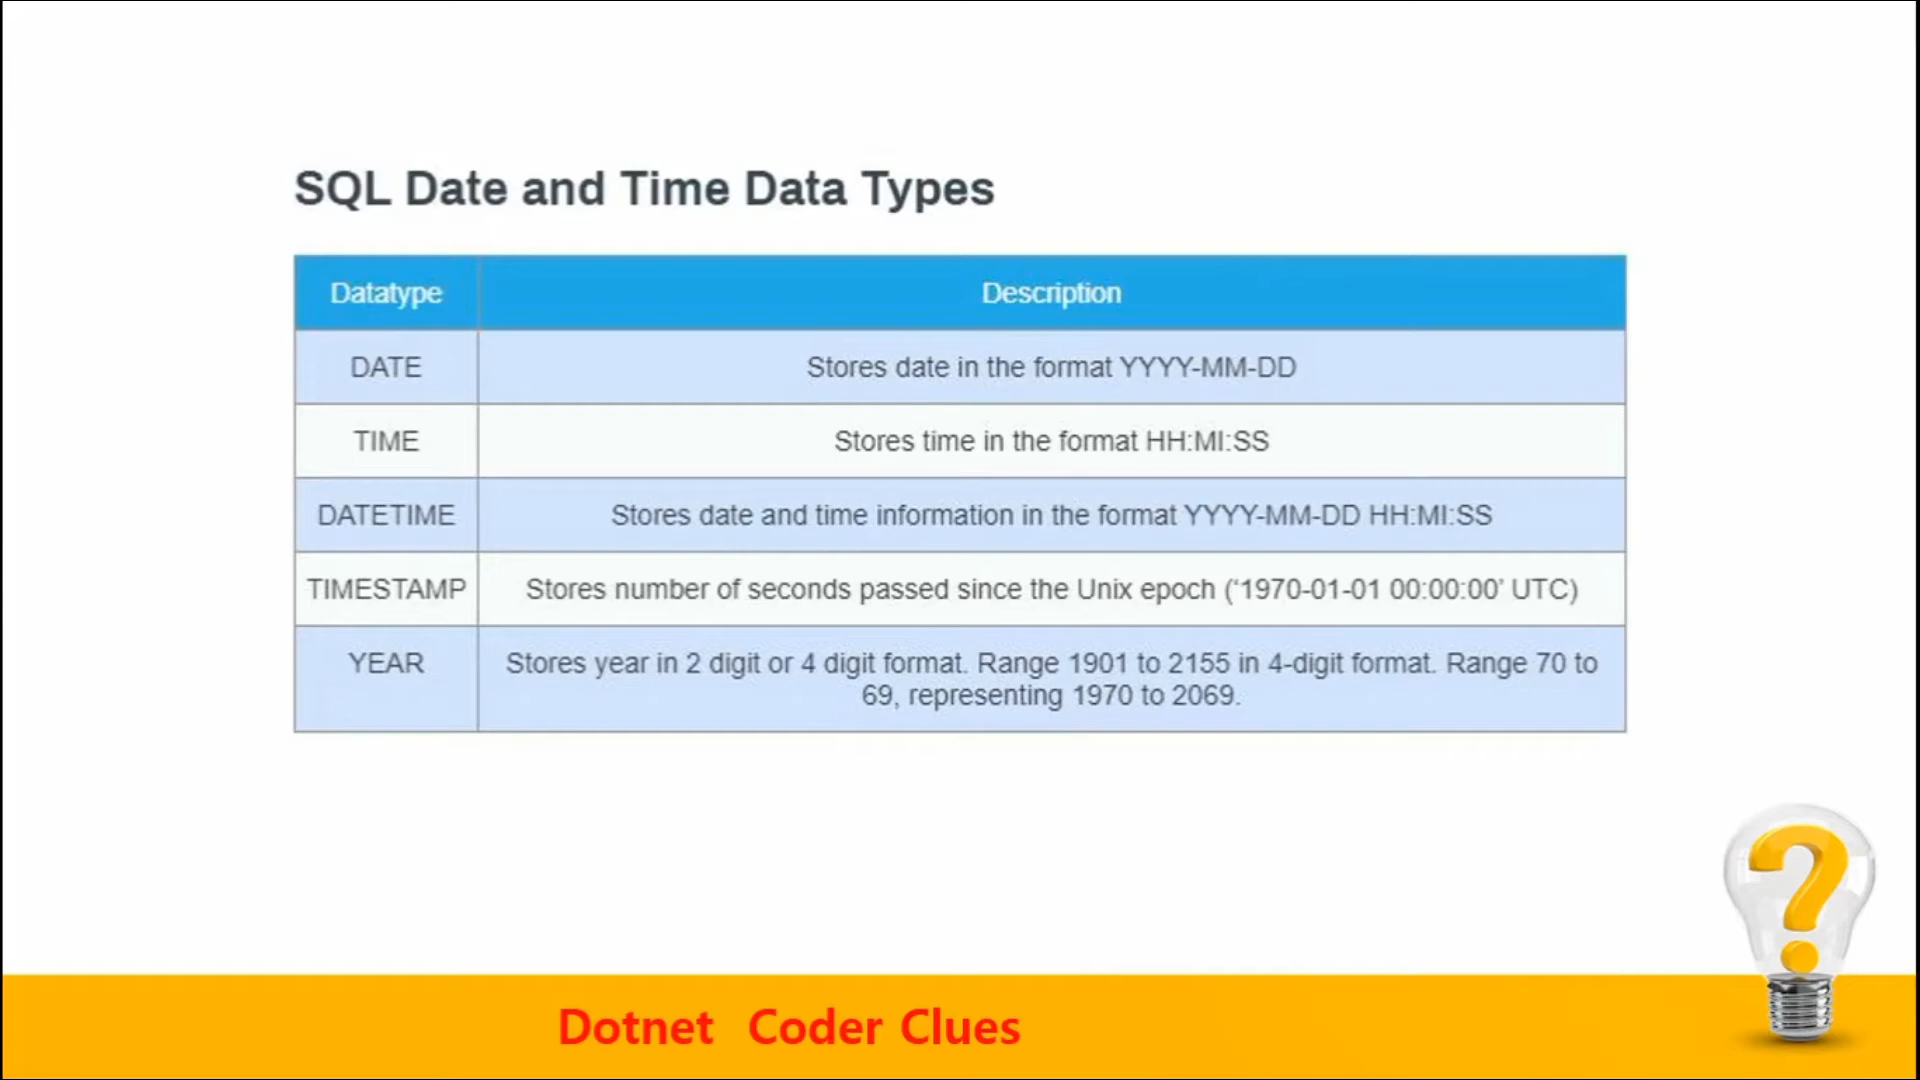 SQL Date and Time Data Types
Datatype Description
DATE Stores date in the format YYYY-MM-DD
TIME Stores time in the format HH:MI:SS
DATETIME Stores date and time information in the format YYYY-MM-DD HH:MI:SS
TIMESTAMP Stores number of seconds passed since the Unix epoch (‘1970-01-01 00:00:00’ UTC)
YEAR Stores year in 2 digit or 4 digit format. Range 1901 to 2155 in 4-digit format. Range 70 to
69, representing 1970 to 2069.
?
Dotnet Coder Clues